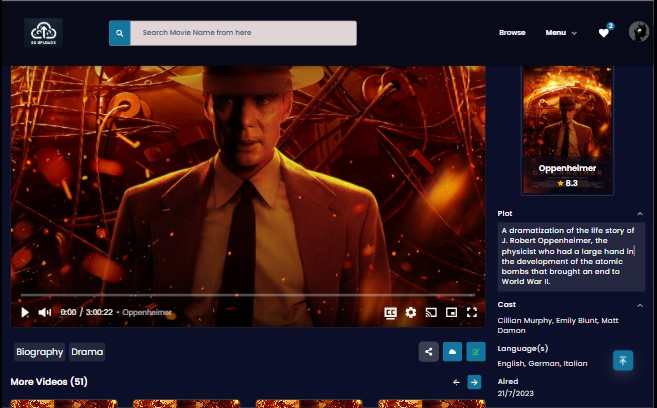 BS UPLOADS
Search Movie Name from here
Browse
Menu
2
Oppenheimer
8.3
0:00 / 3:00:22 • Oppenheimer
CC
Biography
Drama
More Videos (51)
Plot
A dramatization of the life story of
J. Robert Oppenheimer, the
physicist who had a large hand in
the development of the atomic
bombs that brought an end to
World War II.
Cast
Cillian Murphy, Emily Blunt, Matt
Damon
Language(s)
English, German, Italian
Aired
21/7/2023